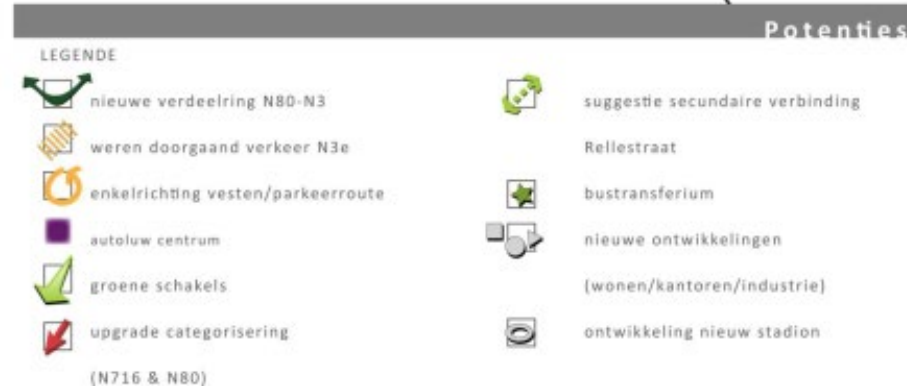 Potenties
LEGENDE
nieuwe verdeelring N80-N3
weren doorgaand verkeer N3e
enkelrichting vesten/parkeerroute
autoluw centrum
groene schakels
upgrade categorisering
(N716 & N80)
suggestie secundaire verbinding
Rellestraat
bustransferium
nieuwe ontwikkelingen
(wonen/kantoren/industrie)
ontwikkeling nieuw stadion